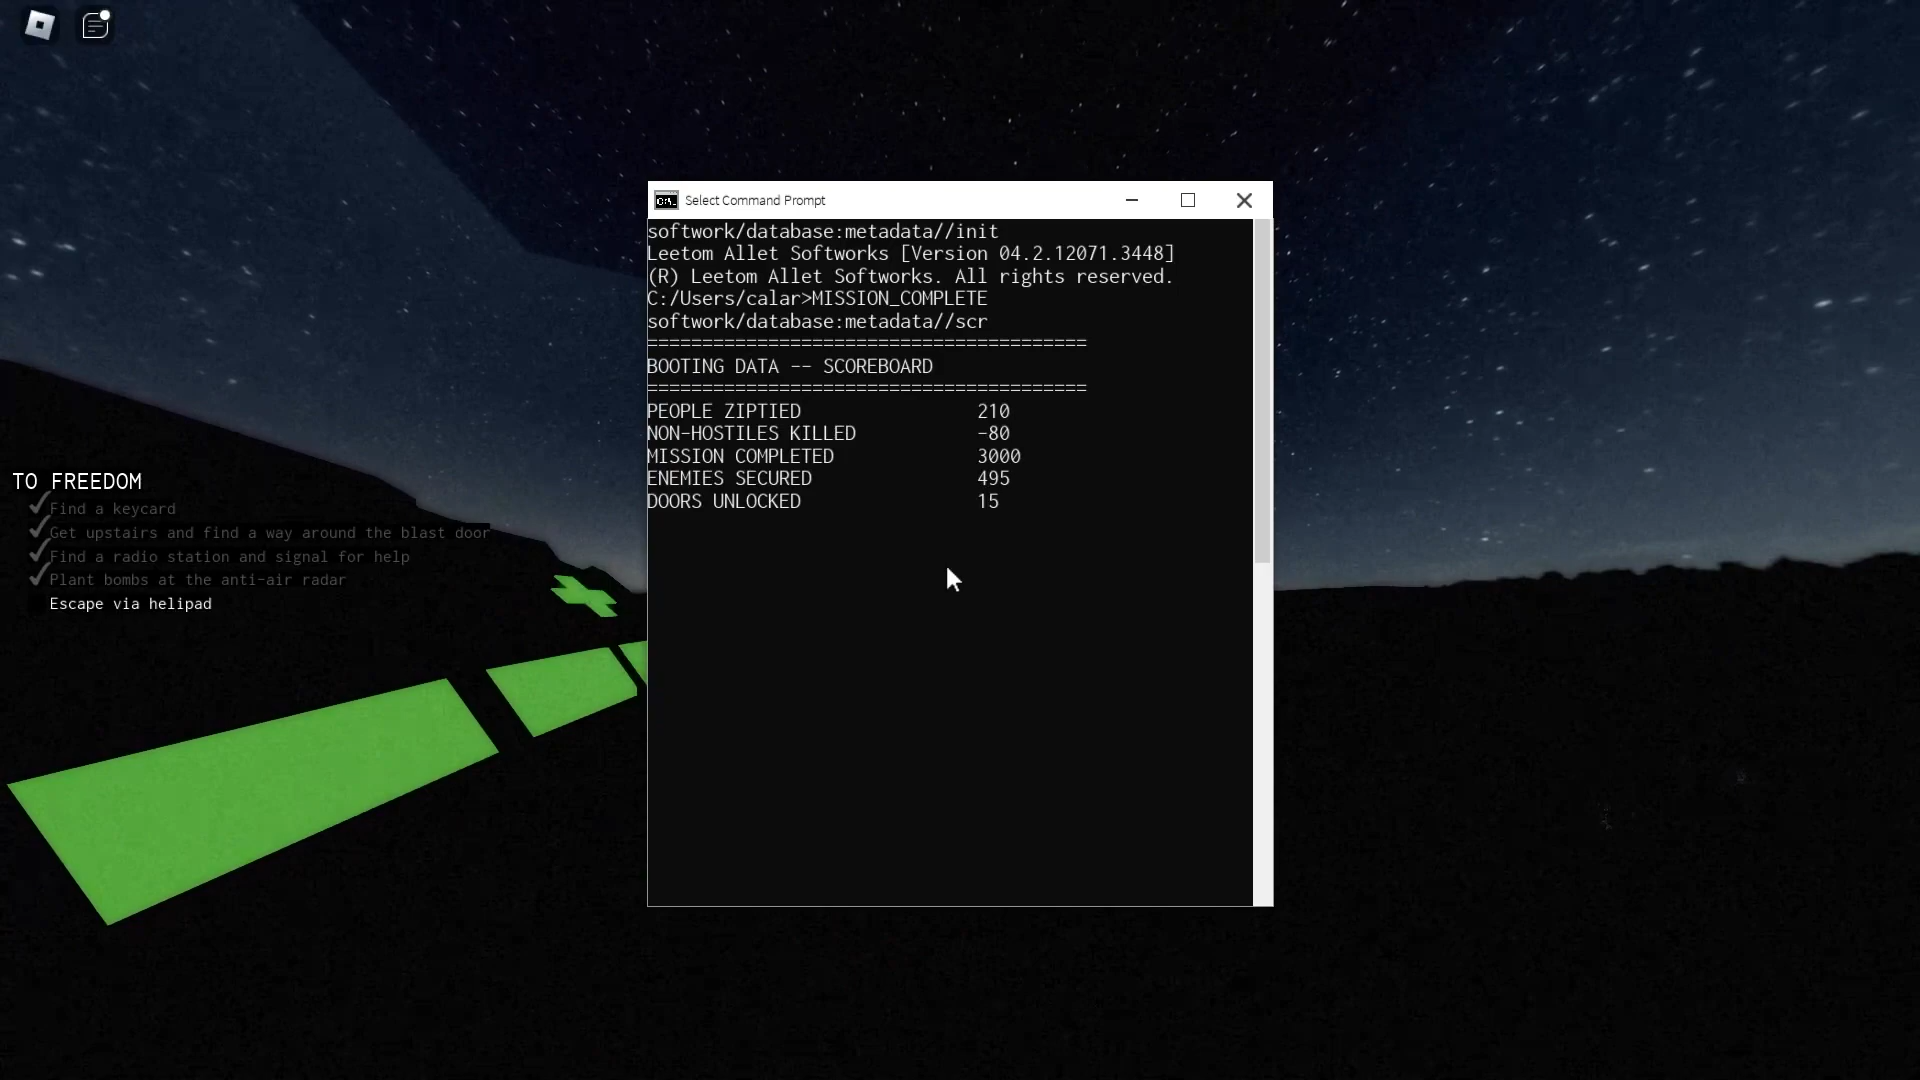 Select Command Prompt
softwork/database:metadata//init
Leetom Allet Softworks [Version 04.2.12071.3448]
(R) Leetom Allet Softworks. All rights reserved.
C:/Users/calar>MISSION_COMPLETE
softwork/database:metadata//scr
========================================
BOOTING DATA -- SCOREBOARD
========================================
PEOPLE ZIPTIED 210
NON-HOSTILES KILLED -80
MISSION COMPLETED 3000
ENEMIES SECURED 495
DOORS UNLOCKED 15
TO FREEDOM
Find a keycard
Get upstairs and find a way around the blast door
Find a radio station and signal for help
Plant bombs at the anti-air radar
Escape via helipad